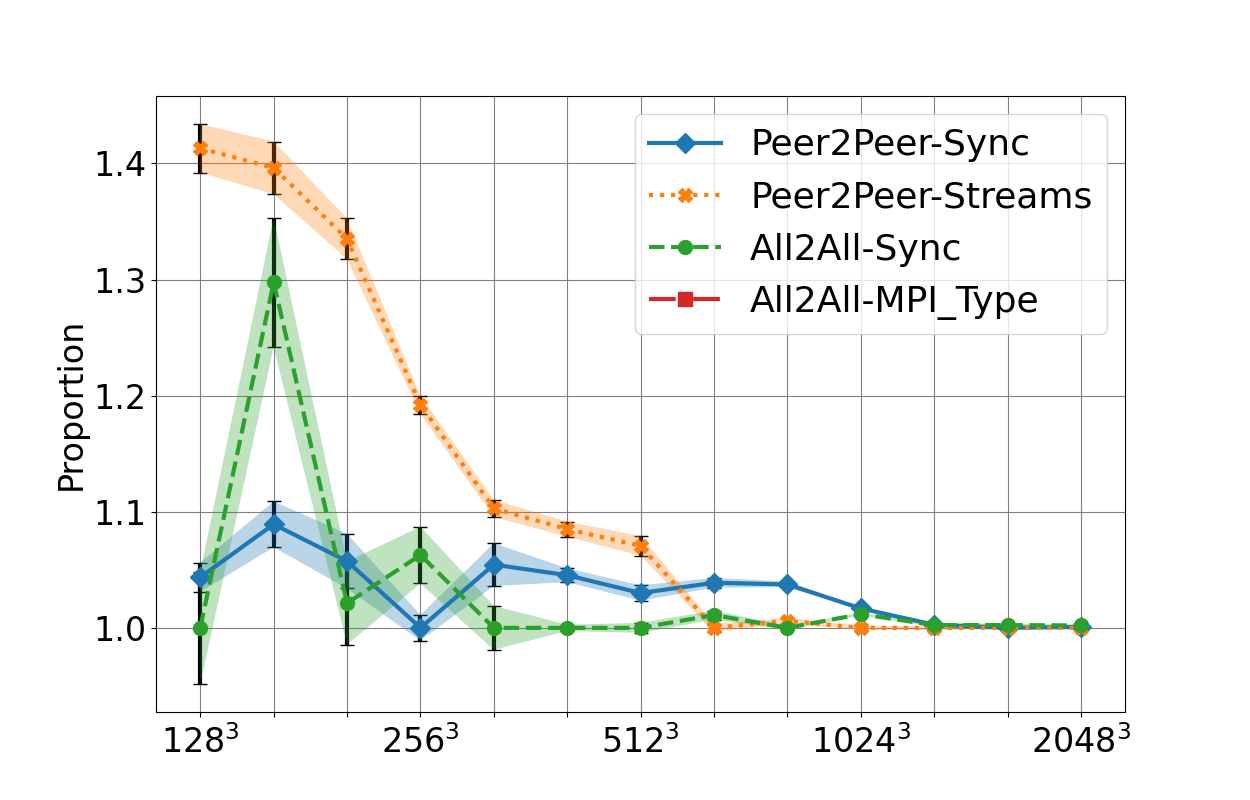 Peer2Peer-Sync
Peer2Peer-Streams
All2All-Sync
All2All-MPI_Type
Proportion
1.4
1.3
1.2
1.1
1.0
128³ 256³ 512³ 1024³ 2048³